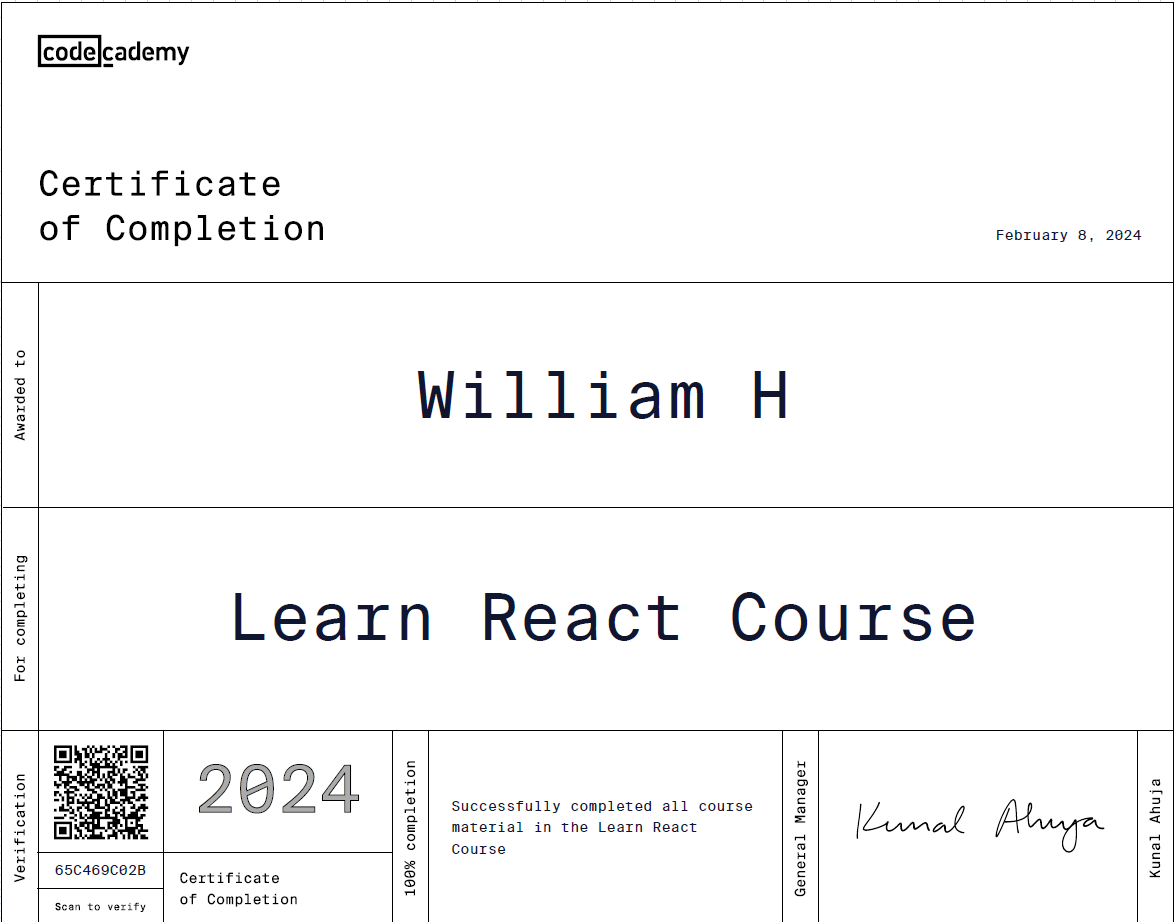 codecademy
Certificate
of Completion
February 8, 2024
Awarded to
William H
For completing
Learn React Course
Verification
65C469C02B
Scan to verify
2024
Certificate
of Completion
100% completion
Successfully completed all course
material in the Learn React
Course
General Manager
Kunal Ahuja
Kunal Ahuja